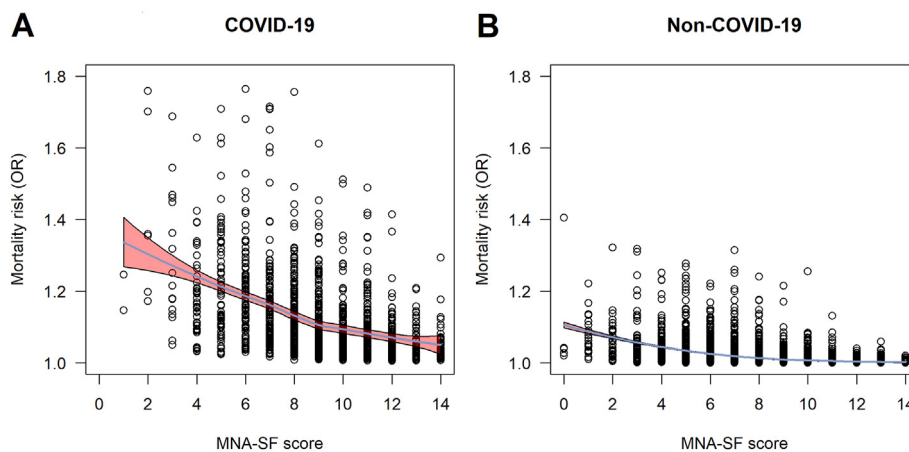 A
COVID-19
1.8
1.6
1.4
1.2
1.0
Mortality risk (OR)
0 2 4 6 8 10 12 14
MNA-SF score
B
Non-COVID-19
1.8
1.6
1.4
1.2
1.0
Mortality risk (OR)
0 2 4 6 8 10 12 14
MNA-SF score